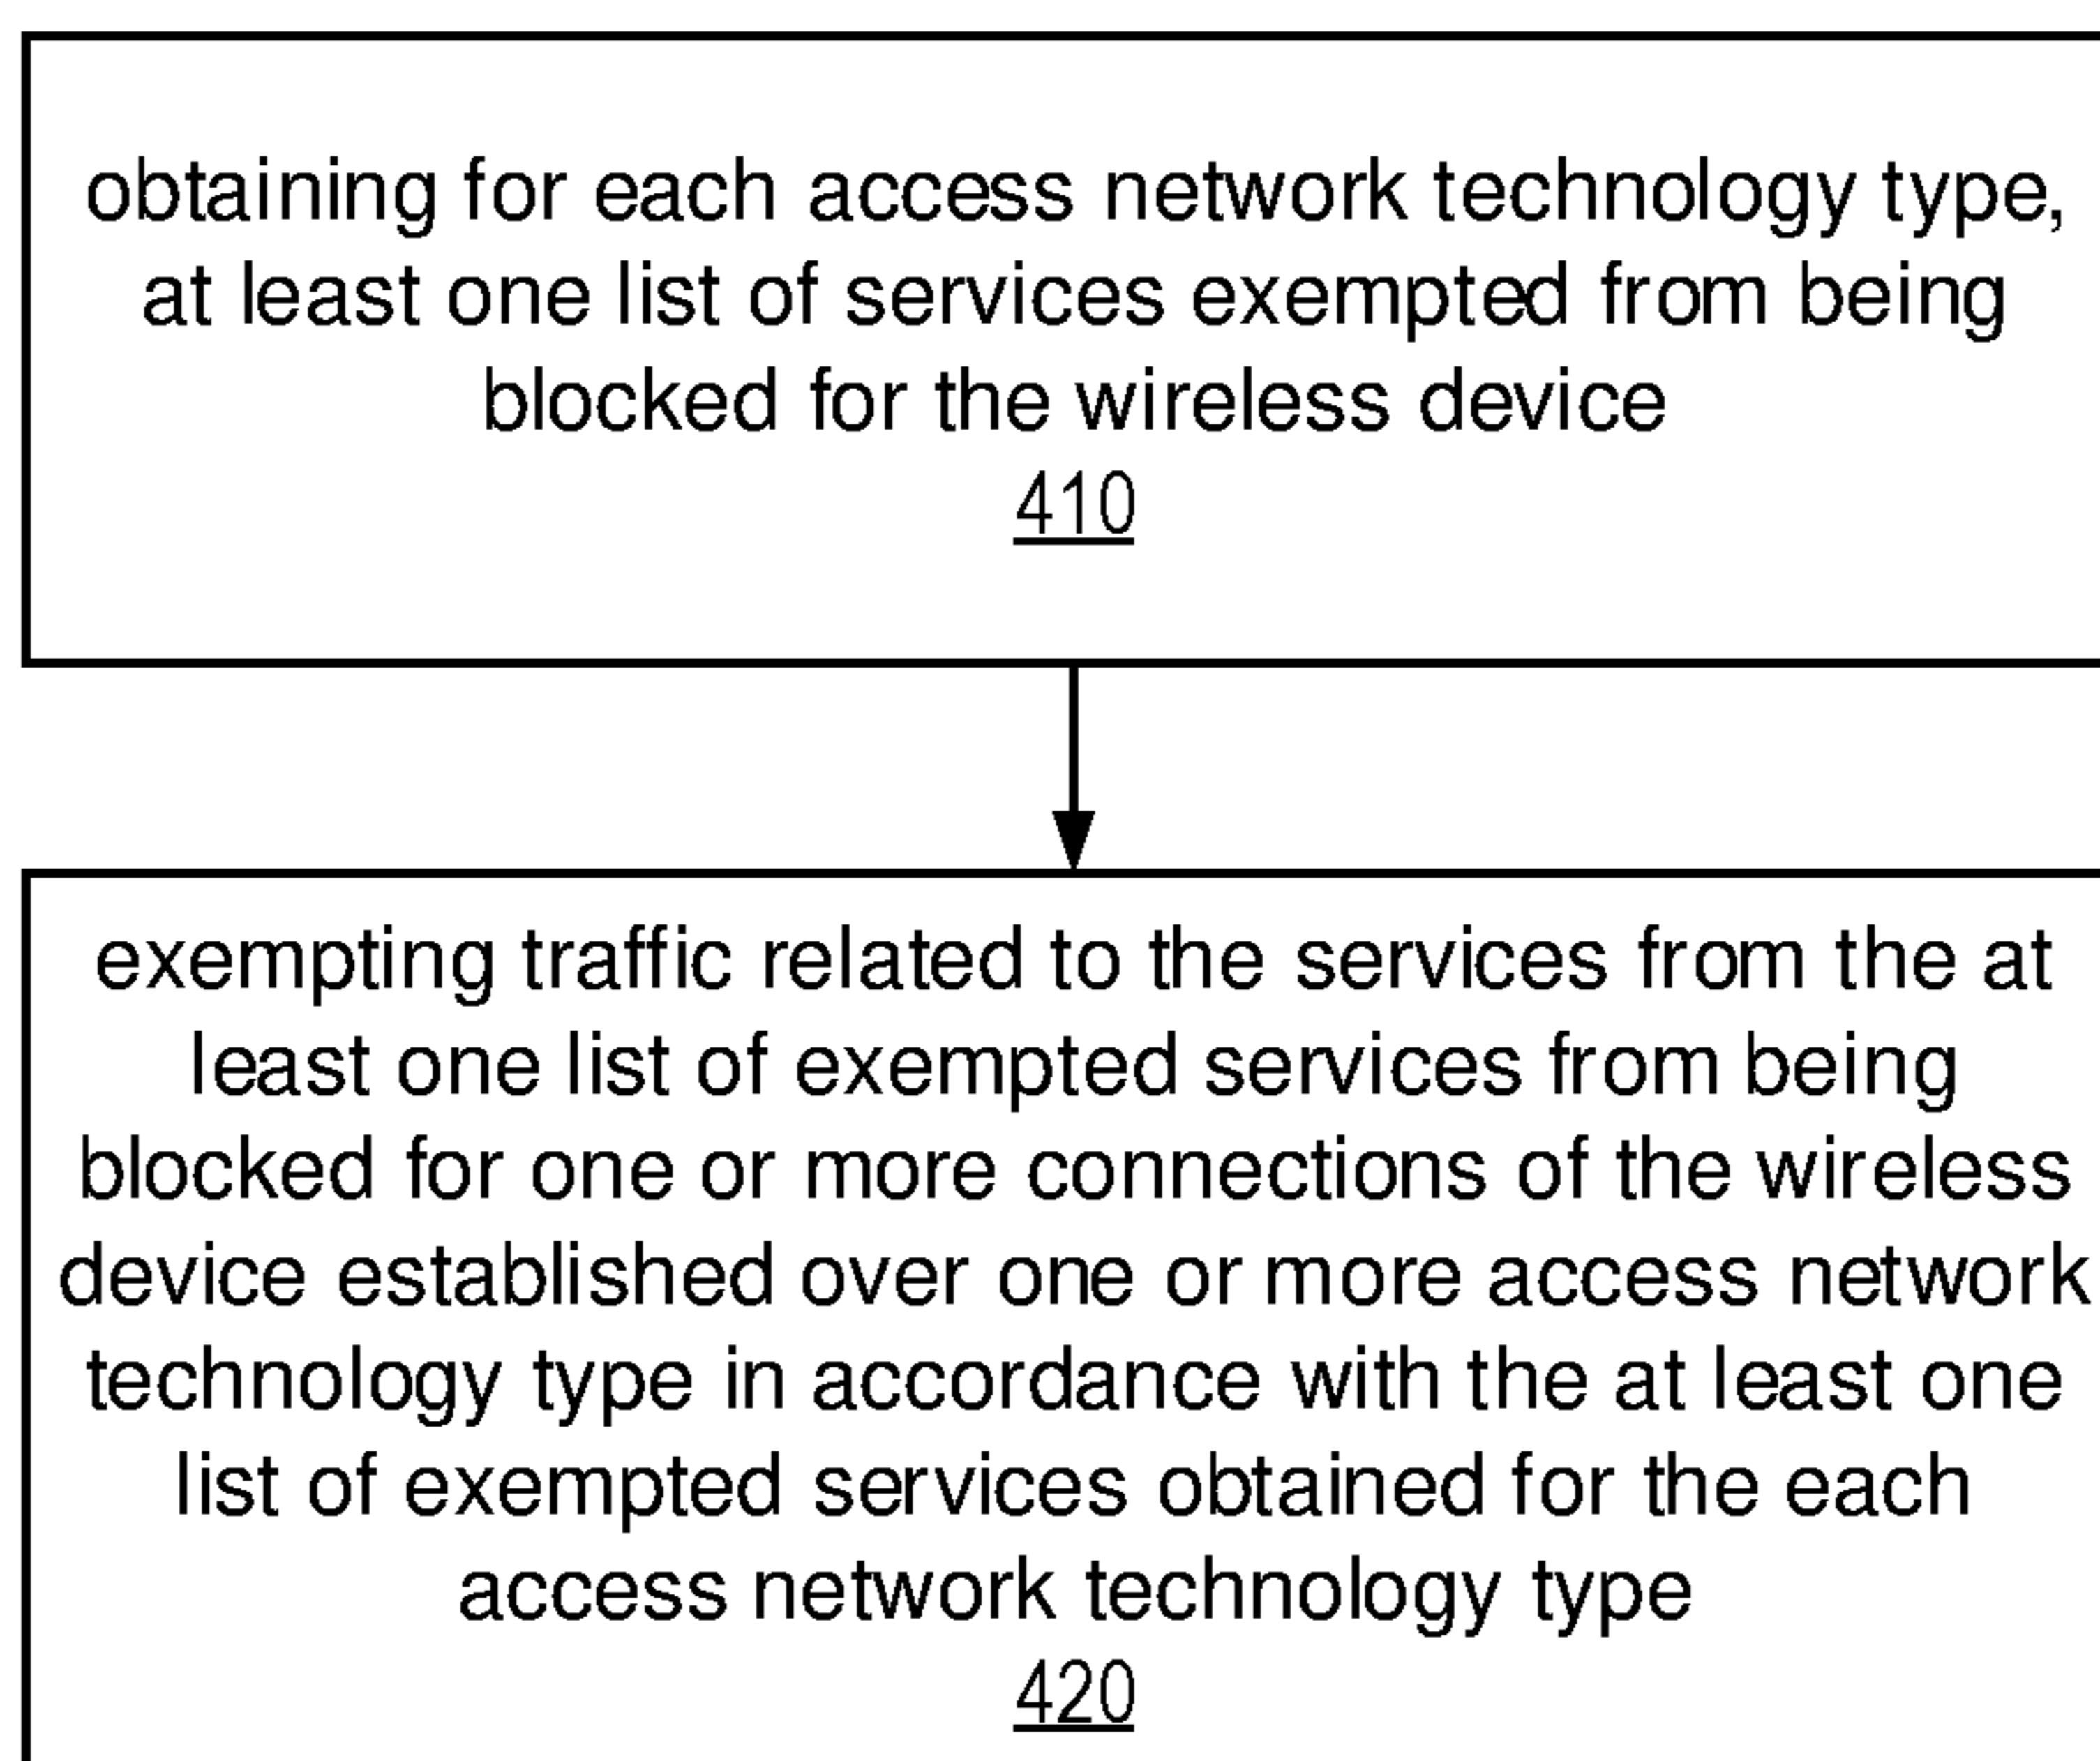 obtaining for each access network technology type,
at least one list of services exempted from being
blocked for the wireless device
410
exempting traffic related to the services from the at
least one list of exempted services from being
blocked for one or more connections of the wireless
device established over one or more access network
technology type in accordance with the at least one
list of exempted services obtained for the each
access network technology type
420